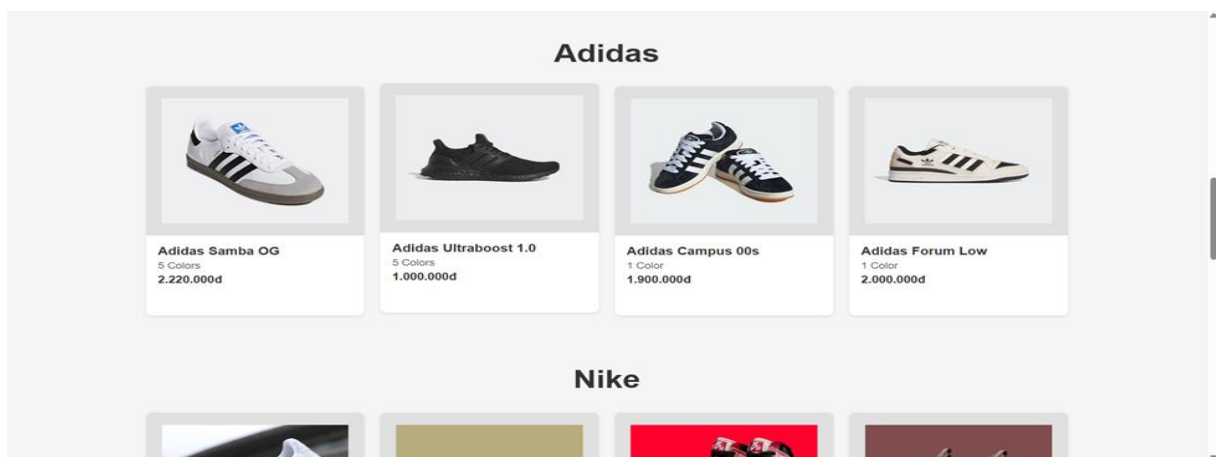 Adidas
Adidas Samba OG
5 Colors
2.220.000đ
Adidas Ultraboost 1.0
5 Colors
1.000.000đ
Adidas Campus 00s
1 Color
1.900.000đ
Adidas Forum Low
1 Color
2.000.000đ
Nike